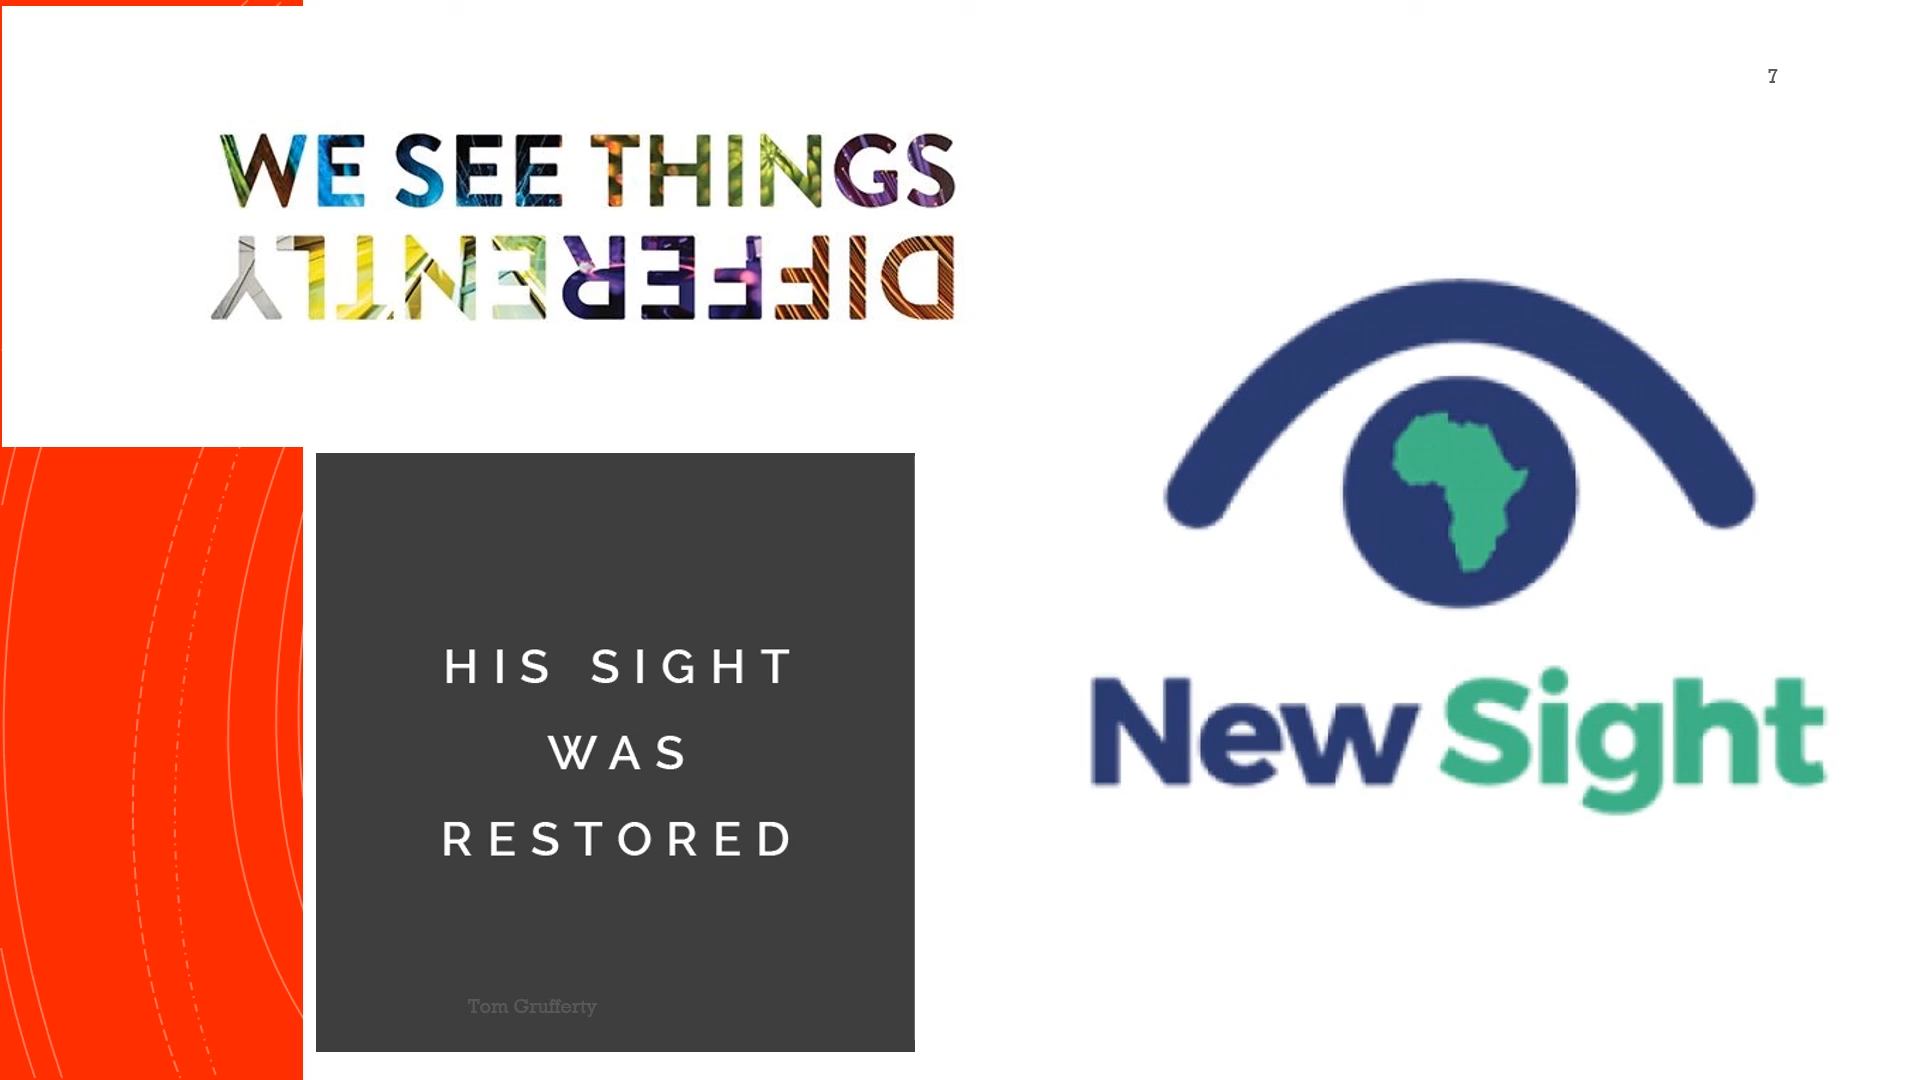 7
WE SEE THINGS
DIFFERENTLY
HIS SIGHT
WAS
RESTORED
Tom Grufferty
New Sight